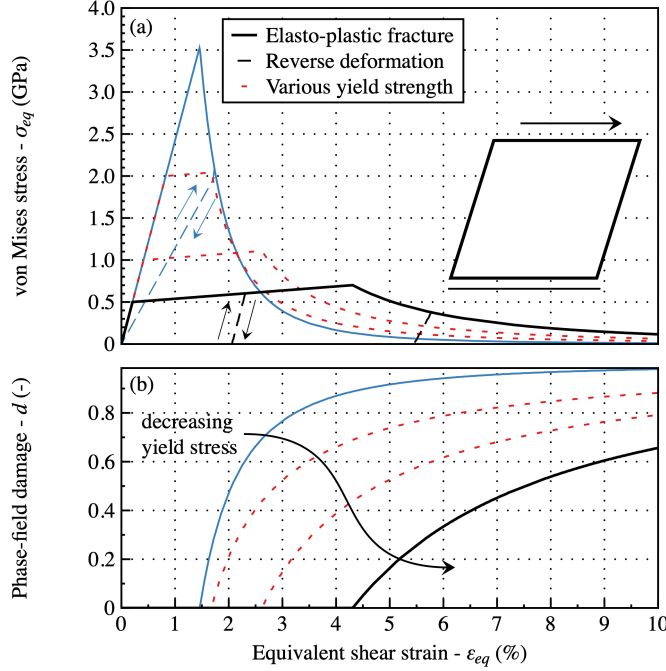 (a)
Elasto-plastic fracture
Reverse deformation
Various yield strength
von Mises stress - σeq (GPa)
4.0
3.5
3.0
2.5
2.0
1.5
1.0
0.5
0
(b)
decreasing
yield stress
Phase-field damage - d (-)
0.8
0.6
0.4
0.2
0
0 1 2 3 4 5 6 7 8 9 10
Equivalent shear strain - εeq (%)